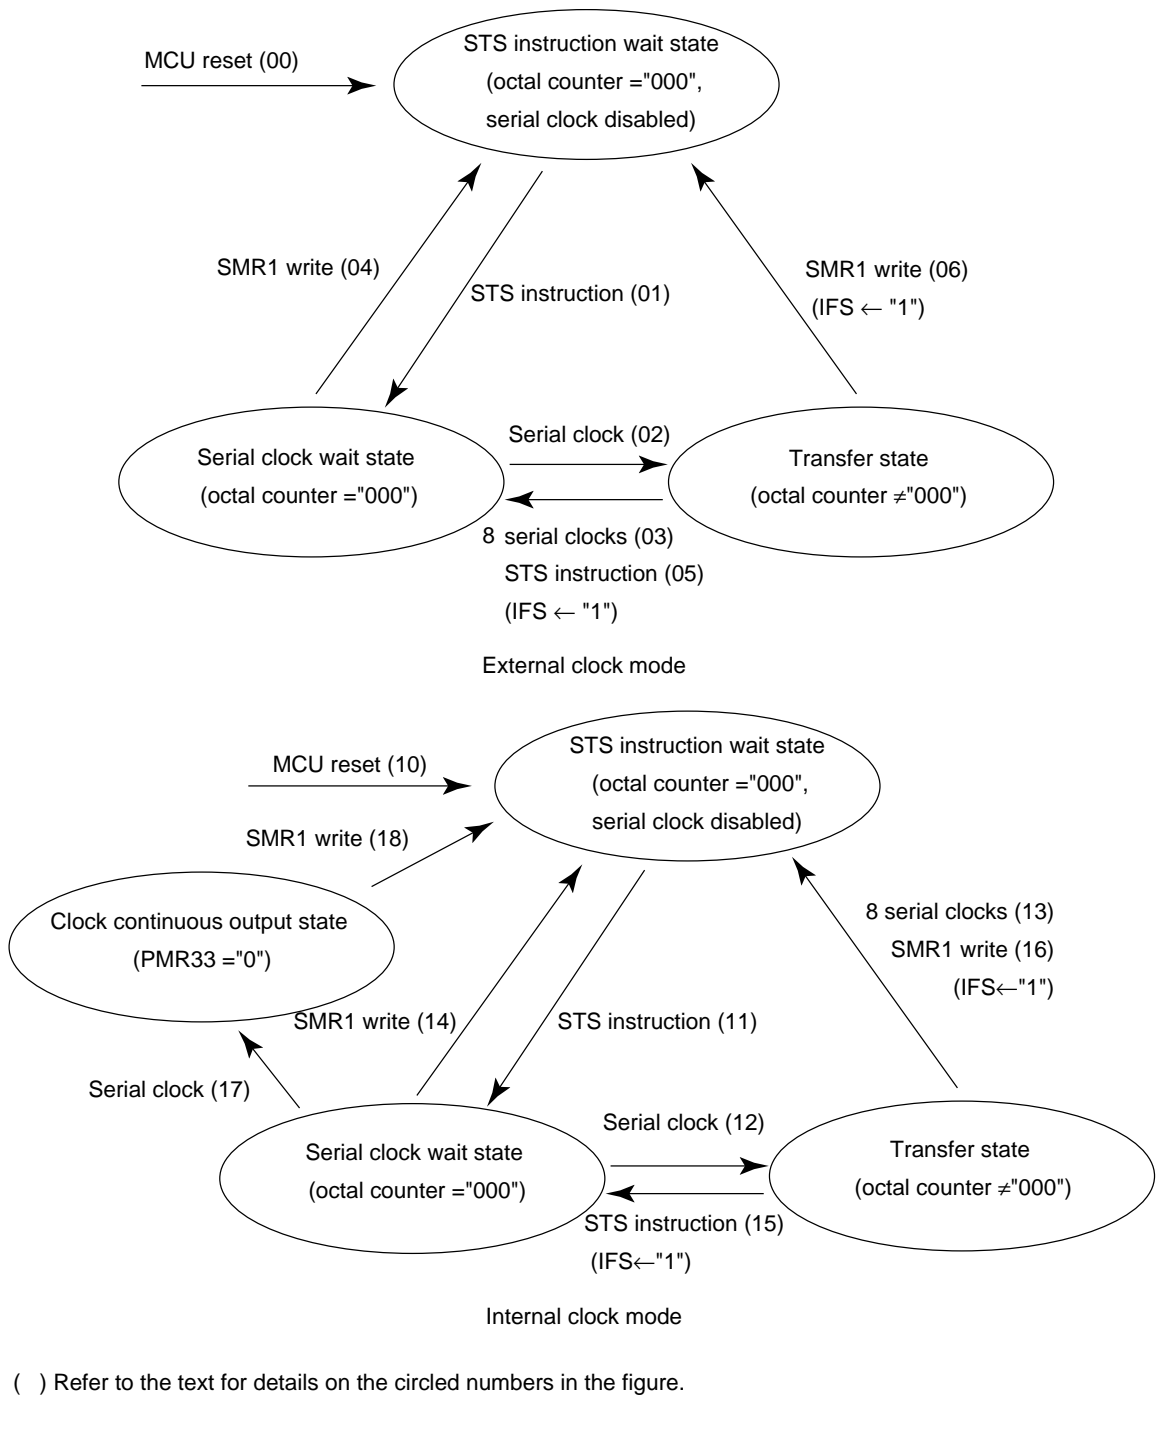 MCU reset (00)
STS instruction wait state
(octal counter ="000",
serial clock disabled)
SMR1 write (04)
STS instruction (01)
SMR1 write (06)
(IFS ← "1")
Serial clock wait state
(octal counter ="000")
Serial clock (02)
Transfer state
(octal counter ≠"000")
8 serial clocks (03)
STS instruction (05)
(IFS ← "1")
External clock mode
MCU reset (10)
STS instruction wait state
(octal counter ="000",
serial clock disabled)
SMR1 write (18)
Clock continuous output state
(PMR33 ="0")
8 serial clocks (13)
SMR1 write (16)
(IFS←"1")
SMR1 write (14)
STS instruction (11)
Serial clock (17)
Serial clock wait state
(octal counter ="000")
Serial clock (12)
Transfer state
(octal counter ≠"000")
STS instruction (15)
(IFS←"1")
Internal clock mode
( ) Refer to the text for details on the circled numbers in the figure.